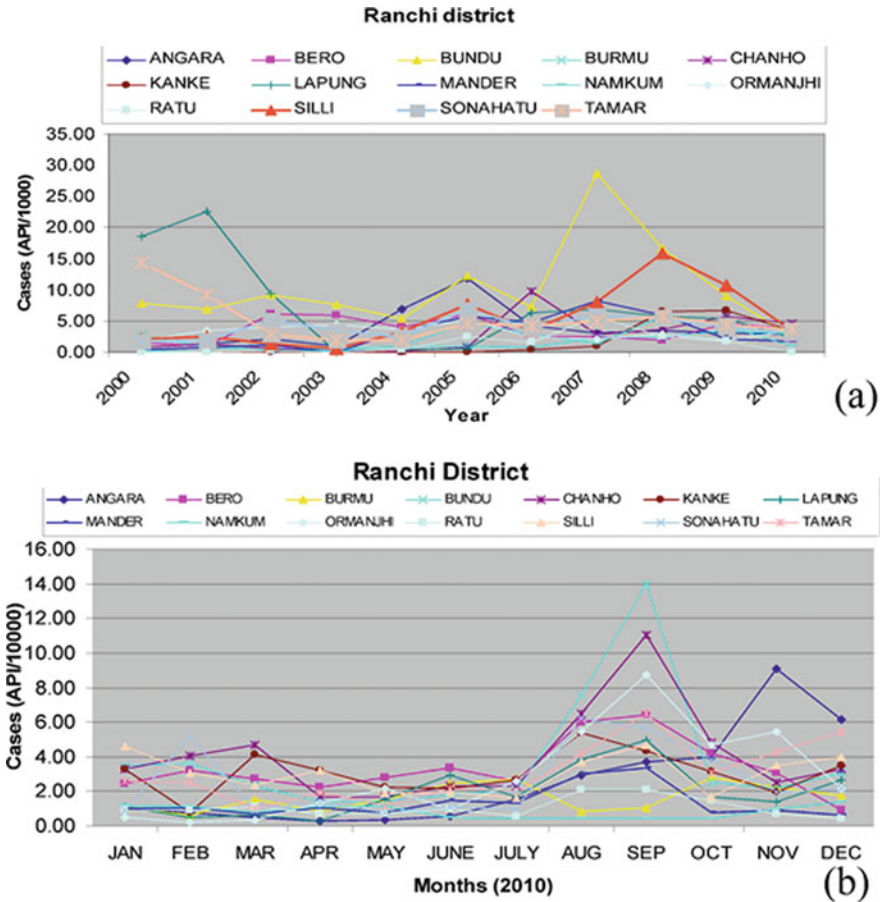 Ranchi district
ANGARA BERO BUNDU BURMU CHANHO
KANKE LAPUNG MANDER NAMKUM ORMANJHI
RATU SILLI SONAHATU TAMAR
Cases (API/1000)
35.00
30.00
25.00
20.00
15.00
10.00
5.00
0.00
2000 2001 2002 2003 2004 2005 2006 2007 2008 2009 2010
Year
(a)
Ranchi District
ANGARA BERO BURMU BUNDU CHANHO KANKE LAPUNG
MANDER NAMKUM ORMANJHI RATU SILLI SONAHATU TAMAR
Cases (API/10000)
16.00
14.00
12.00
10.00
8.00
6.00
4.00
2.00
0.00
JAN FEB MAR APR MAY JUNE JULY AUG SEP OCT NOV DEC
Months (2010)
(b)